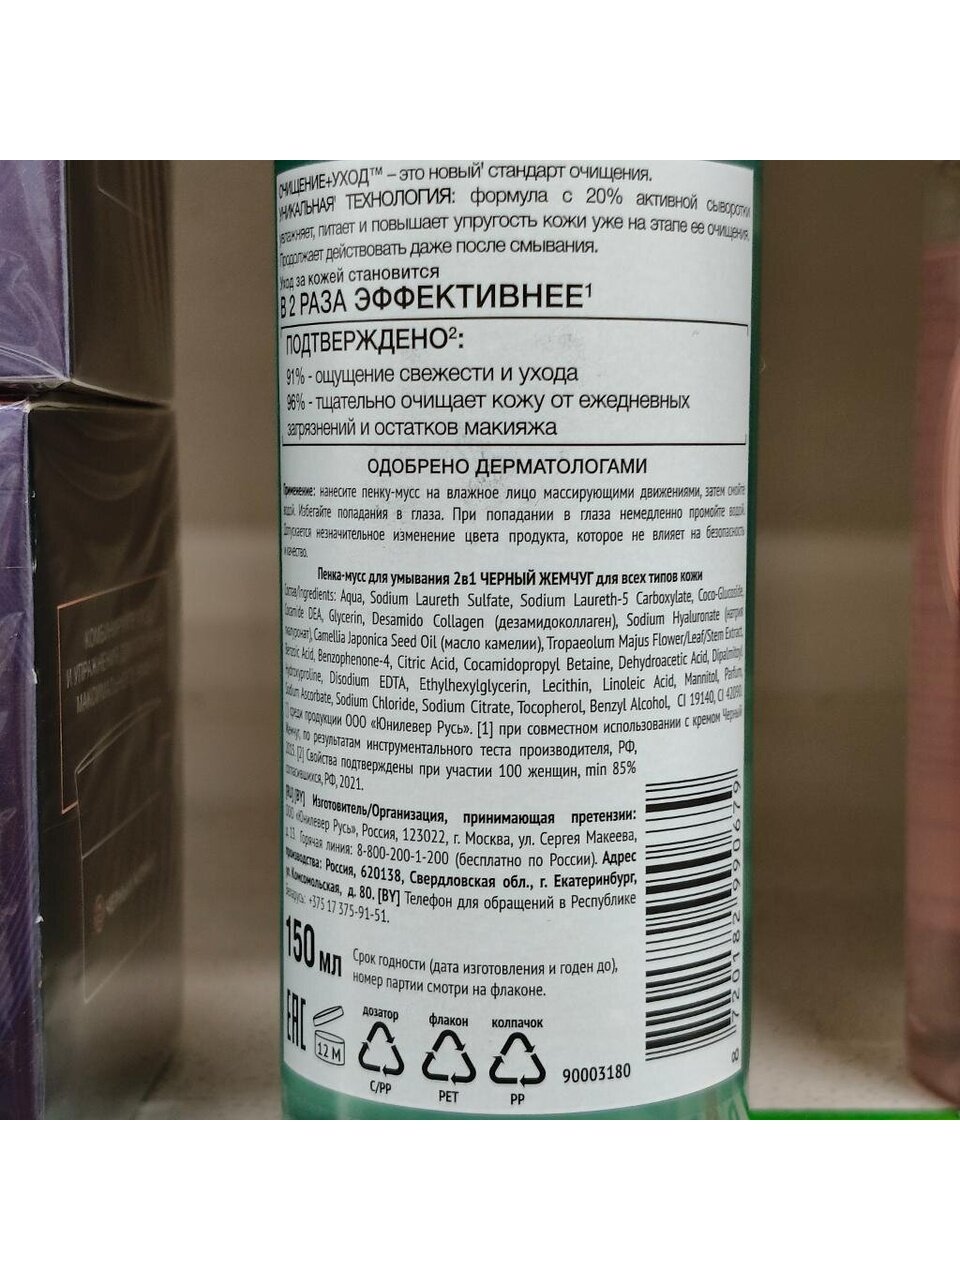 ОЧИЩЕНИЕ+УХОД™ – это новый¹ стандарт очищения.
УНИКАЛЬНАЯ¹ ТЕХНОЛОГИЯ: формула с 20% активной сыворотки
увлажняет, питает и повышает упругость кожи уже на этапе ее очищения.
Продолжает действовать даже после смывания.
Уход за кожей становится
В 2 РАЗА ЭФФЕКТИВНЕЕ¹
ПОДТВЕРЖДЕНО²:
91% - ощущение свежести и ухода
96% - тщательно очищает кожу от ежедневных
загрязнений и остатков макияжа
ОДОБРЕНО ДЕРМАТОЛОГАМИ
Применение: нанесите пенку-мусс на влажное лицо массирующими движениями, затем смойте
водой. Избегайте попадания в глаза. При попадании в глаза немедленно промойте водой.
Допускается незначительное изменение цвета продукта, которое не влияет на безопасность
и качество.
Пенка-мусс для умывания 2в1 ЧЕРНЫЙ ЖЕМЧУГ для всех типов кожи
Состав/Ingredients: Aqua, Sodium Laureth Sulfate, Sodium Laureth-5 Carboxylate, Coco-Glucoside,
Cocamide DEA, Glycerin, Desamido Collagen (дезамидоколлаген), Sodium Hyaluronate (натрия
гиалуронат), Camellia Japonica Seed Oil (масло камелии), Tropaeolum Majus Flower/Leaf/Stem Extract,
Benzoic Acid, Benzophenone-4, Citric Acid, Cocamidopropyl Betaine, Dehydroacetic Acid, Dipalmitoyl
Hydroxyproline, Disodium EDTA, Ethylhexylglycerin, Lecithin, Linoleic Acid, Mannitol, Parfum,
Sodium Ascorbate, Sodium Chloride, Sodium Citrate, Tocopherol, Benzyl Alcohol, CI 19140, CI 42090.
среди продукции ООО «Юнилевер Русь». [1] при совместном использовании с кремом Черный
Жемчуг, по результатам инструментального теста производителя, РФ,
[2] Свойства подтверждены при участии 100 женщин, min 85%
согласившихся, РФ, 2021.
[RU] [BY] Изготовитель/Организация, принимающая претензии:
ООО «Юнилевер Русь», Россия, 123022, г. Москва, ул. Сергея Макеева,
д.13. Горячая линия: 8-800-200-1-200 (бесплатно по России). Адрес
производства: Россия, 620138, Свердловская обл., г. Екатеринбург,
ул. Комсомольская, д. 80. [BY] Телефон для обращений в Республике
Беларусь: +375 17 375-91-51.
150 мл
Срок годности (дата изготовления и годен до),
номер партии смотри на флаконе.
EAC
12 M
дозатор
флакон
колпачок
C/PP
PET
PP
90003180
8 720182 990679